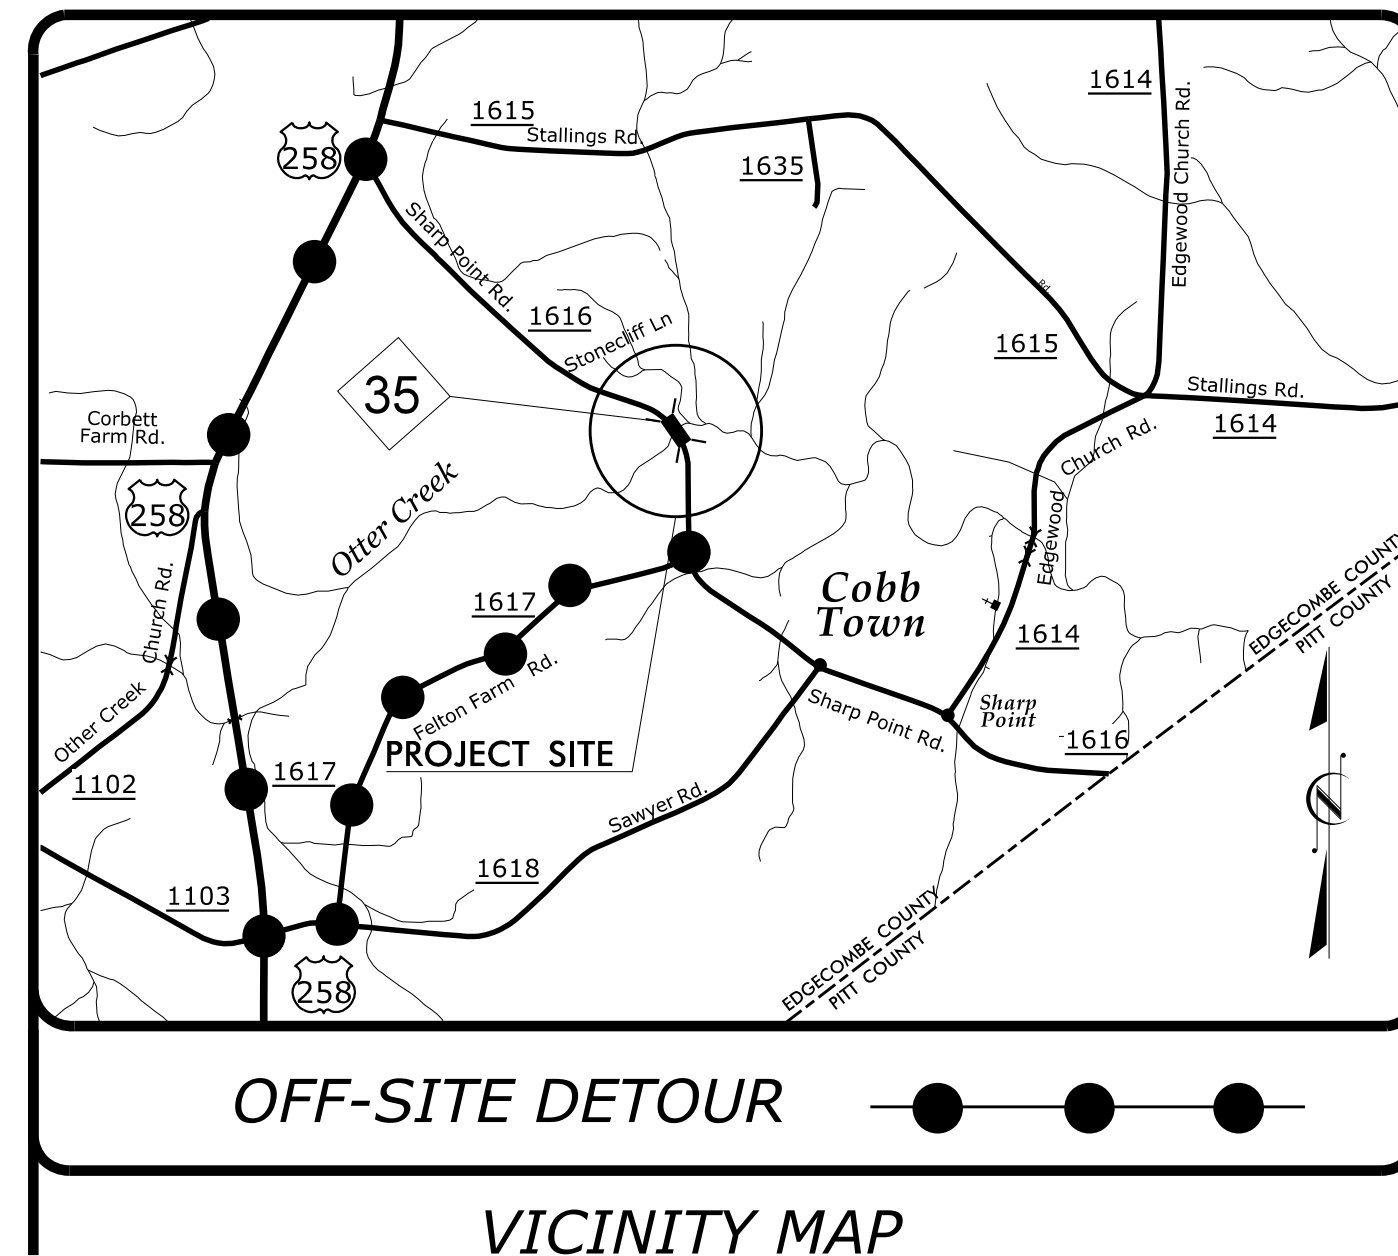 1614
1615
Stallings Rd.
258
1635
Edgewood Church Rd.
Sharp Point Rd.
Rd
1616
Stonecliff Ln
1615
35
Stallings Rd.
1614
Corbett
Farm Rd.
Church Rd.
258
Otter Creek
Edgewood
EDGECOMBE COUNTY
PITT COUNTY
Cobb
Town
1617
Church Rd.
1614
Felton Farm Rd.
Other Creek
Sharp Point Rd.
Sharp
Point
PROJECT SITE
1616
1617
1102
Sawyer Rd.
1618
1103
EDGECOMBE COUNTY
PITT COUNTY
258
OFF-SITE DETOUR
VICINITY MAP